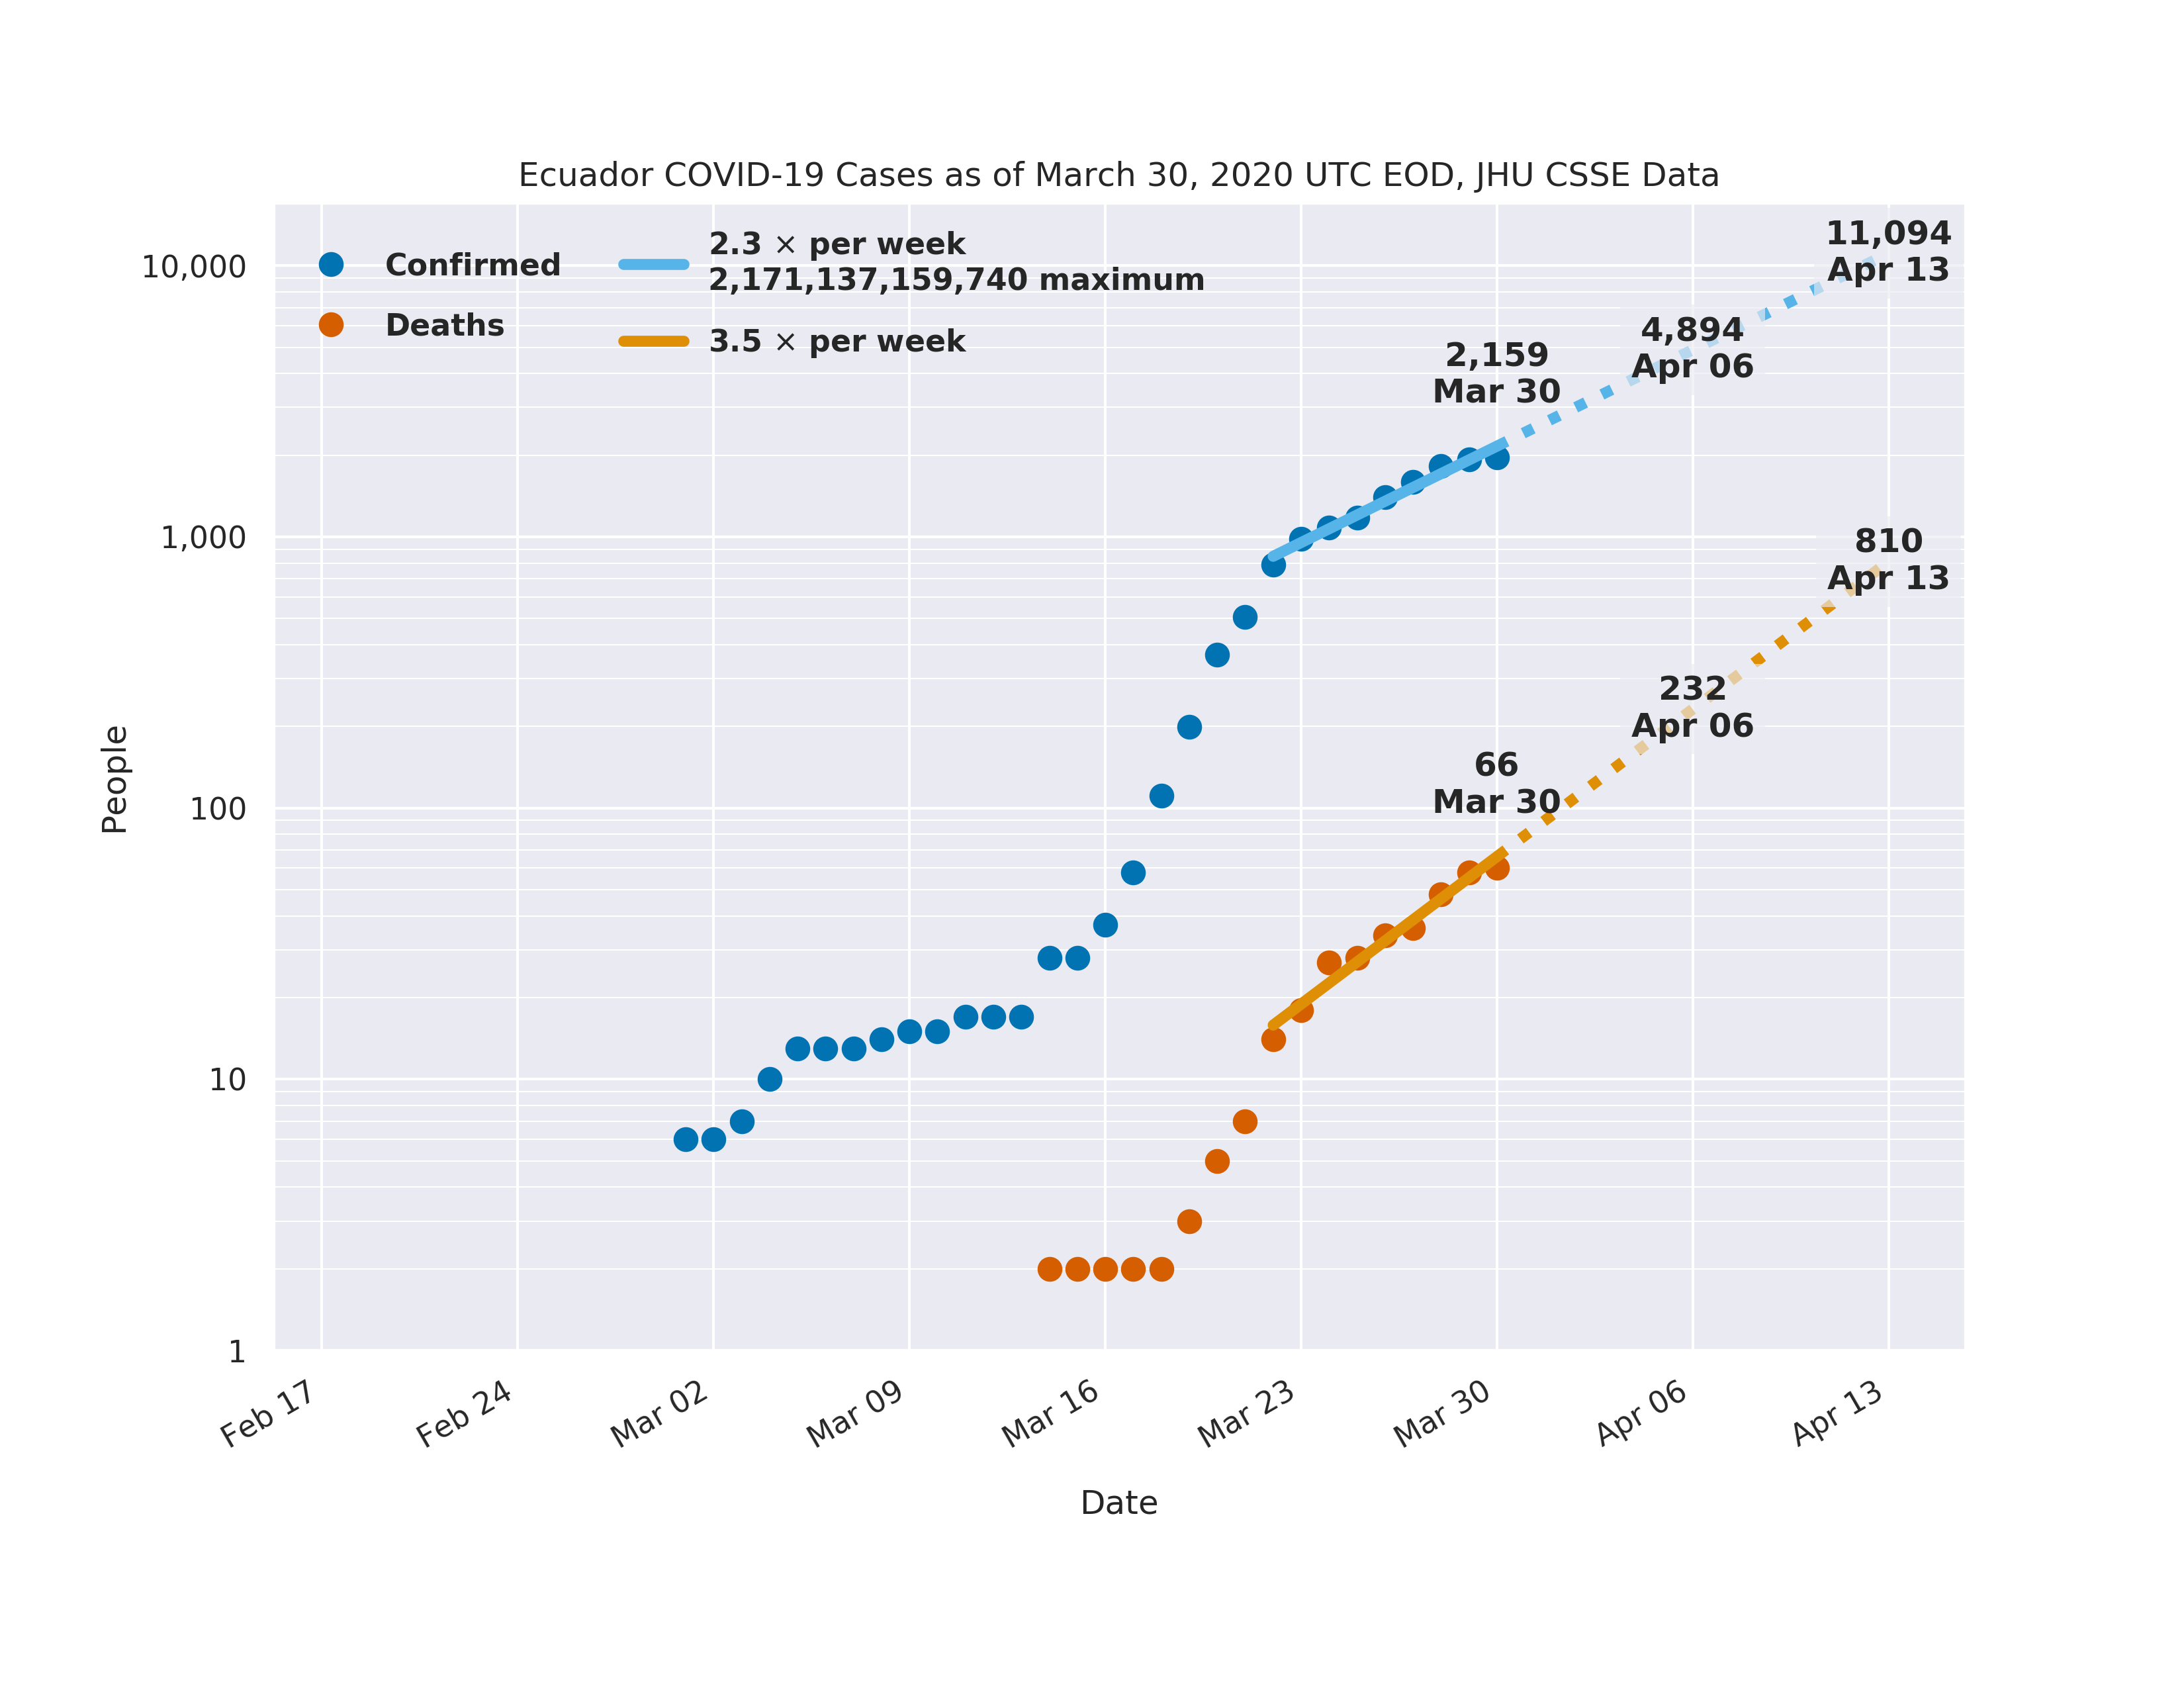 Ecuador COVID-19 Cases as of March 30, 2020 UTC EOD, JHU CSSE Data
Confirmed
Deaths
2.3 × per week
2,171,137,159,740 maximum
3.5 × per week
11,094
Apr 13
4,894
Apr 06
2,159
Mar 30
810
Apr 13
232
Apr 06
66
Mar 30
People
10,000
1,000
100
10
1
Feb 17
Feb 24
Mar 02
Mar 09
Mar 16
Mar 23
Mar 30
Apr 06
Apr 13
Date